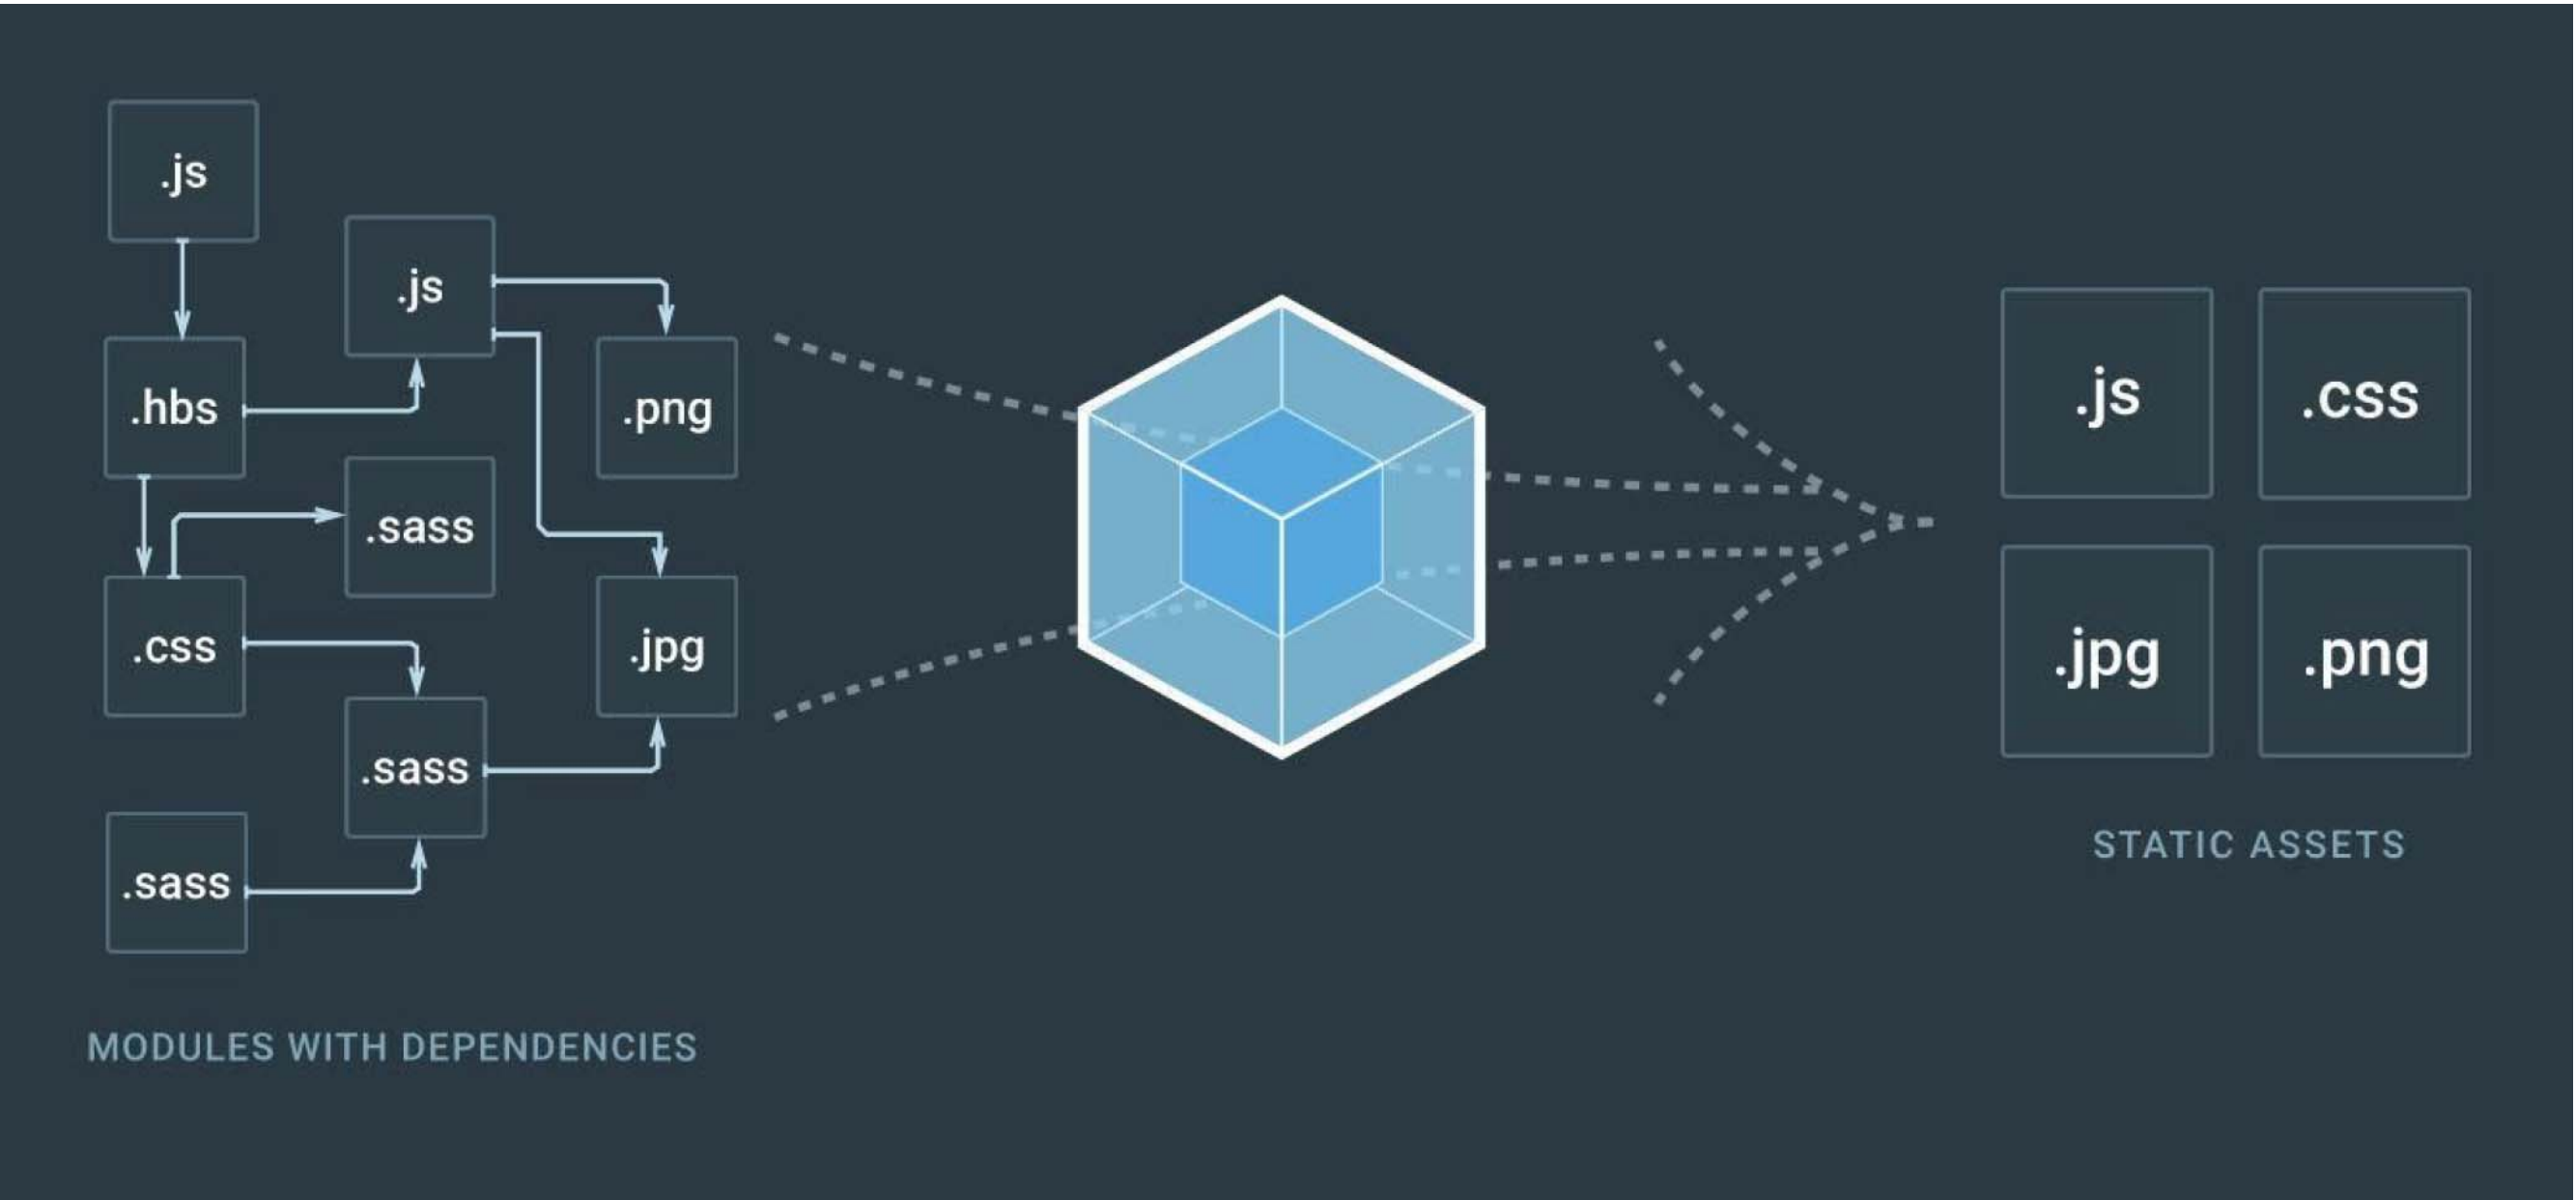 .js
.js
.hbs
.png
.sass
.css
.jpg
.sass
.sass
MODULES WITH DEPENDENCIES
.js
.css
.jpg
.png
STATIC ASSETS